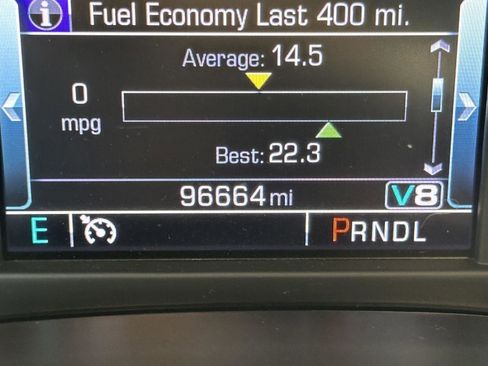 Fuel Economy Last 400 mi.
Average: 14.5
0
mpg
Best: 22.3
96664 mi V8
E PRNDL